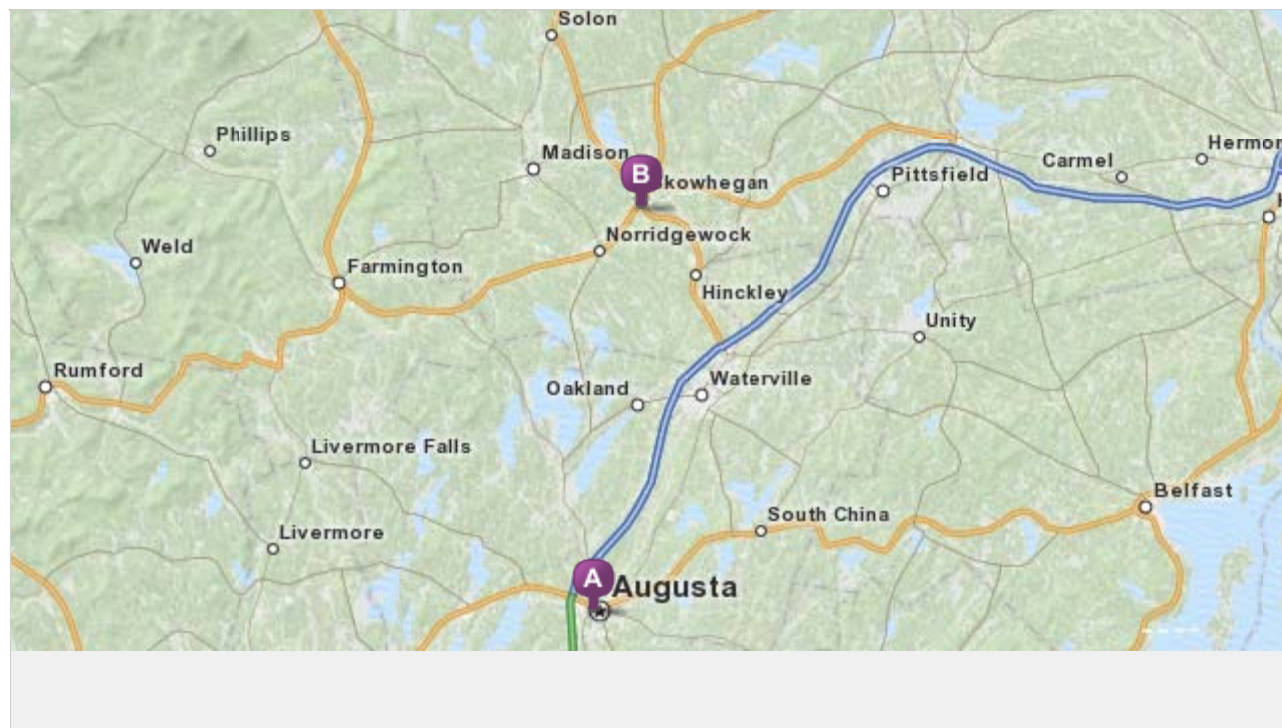 Solon
Phillips
Madison
Hermon
Carmel
B
kowhegan
Pittsfield
Norridgewock
Weld
Farmington
Hinckley
Unity
Rumford
Oakland
Waterville
Livermore Falls
Belfast
South China
Livermore
A
Augusta